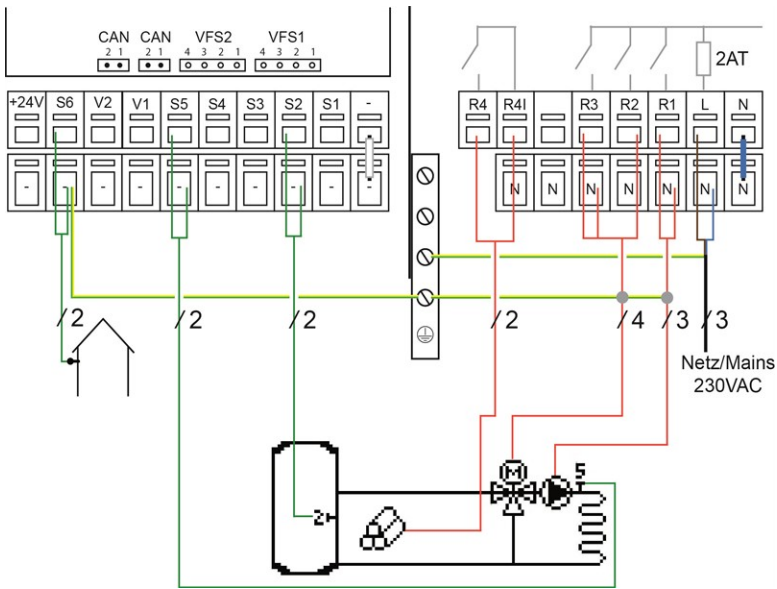 CAN CAN VFS2 VFS1
2 1 2 1 4 3 2 1 4 3 2 1
2AT
+24V S6 V2 V1 S5 S4 S3 S2 S1 -
R4 R4I R3 R2 R1 L N
- - - - - - - - - -
N N N N N N N
/2 /2 /2 /2 /4 /3 /3
Netz/Mains
230VAC
M
S
2